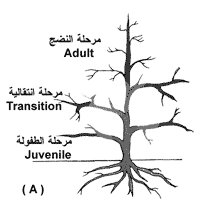 مرحلة النضج
Adult
مرحلة انتقالية
Transition
مرحلة الطفولة
Juvenile
( A )